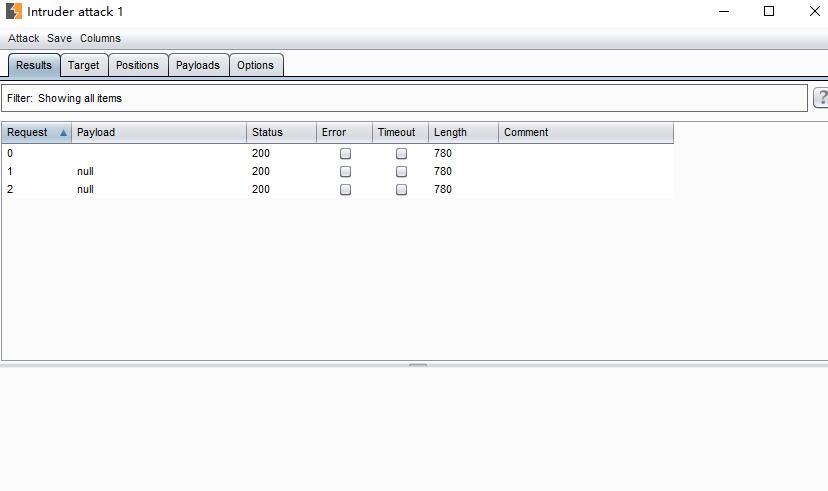 Intruder attack 1
Attack Save Columns
Results Target Positions Payloads Options
Filter: Showing all items ?
Request Payload Status Error Timeout Length Comment
0 200 780
1 null 200 780
2 null 200 780